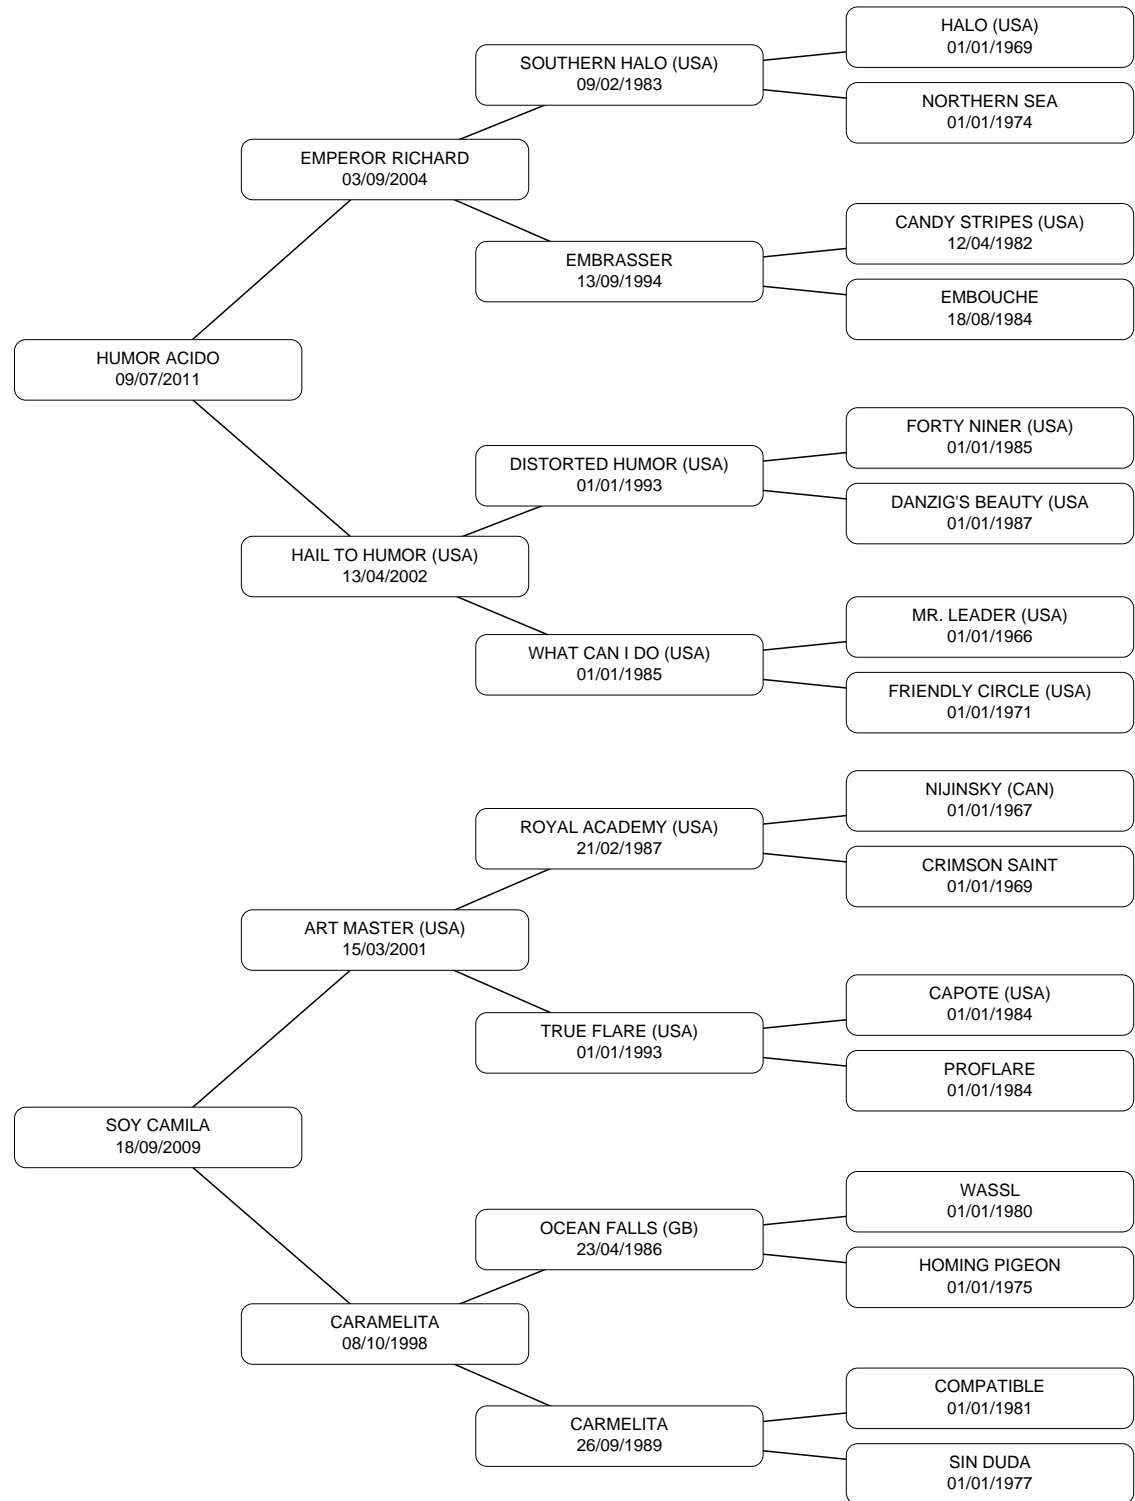 HALO (USA)
01/01/1969
SOUTHERN HALO (USA)
09/02/1983
NORTHERN SEA
01/01/1974
EMPEROR RICHARD
03/09/2004
CANDY STRIPES (USA)
12/04/1982
EMBRASSER
13/09/1994
EMBOUCHE
18/08/1984
HUMOR ACIDO
09/07/2011
FORTY NINER (USA)
01/01/1985
DISTORTED HUMOR (USA)
01/01/1993
DANZIG'S BEAUTY (USA
01/01/1987
HAIL TO HUMOR (USA)
13/04/2002
MR. LEADER (USA)
01/01/1966
WHAT CAN I DO (USA)
01/01/1985
FRIENDLY CIRCLE (USA)
01/01/1971
NIJINSKY (CAN)
01/01/1967
ROYAL ACADEMY (USA)
21/02/1987
CRIMSON SAINT
01/01/1969
ART MASTER (USA)
15/03/2001
CAPOTE (USA)
01/01/1984
TRUE FLARE (USA)
01/01/1993
PROFLARE
01/01/1984
SOY CAMILA
18/09/2009
WASSL
01/01/1980
OCEAN FALLS (GB)
23/04/1986
HOMING PIGEON
01/01/1975
CARAMELITA
08/10/1998
COMPATIBLE
01/01/1981
CARMELITA
26/09/1989
SIN DUDA
01/01/1977